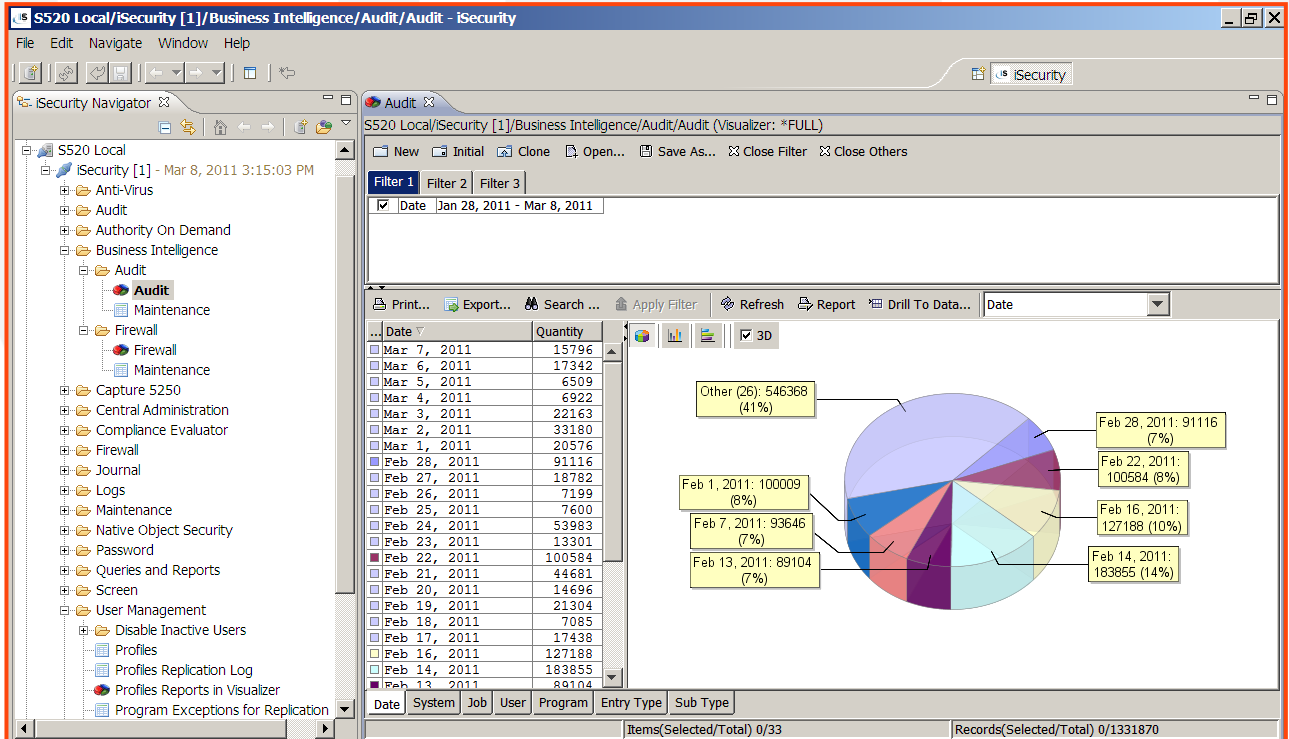 S520 Local/iSecurity [1]/Business Intelligence/Audit/Audit - iSecurity
File Edit Navigate Window Help
iSecurity
iSecurity Navigator
S520 Local
iSecurity [1] - Mar 8, 2011 3:15:03 PM
Anti-Virus
Audit
Authority On Demand
Business Intelligence
Audit
Audit
Maintenance
Firewall
Firewall
Maintenance
Capture 5250
Central Administration
Compliance Evaluator
Firewall
Journal
Logs
Maintenance
Native Object Security
Password
Queries and Reports
Screen
User Management
Disable Inactive Users
Profiles
Profiles Replication Log
Profiles Reports in Visualizer
Program Exceptions for Replication
Audit
S520 Local/iSecurity [1]/Business Intelligence/Audit/Audit (Visualizer: *FULL)
New Initial Clone Open... Save As... Close Filter Close Others
Filter 1 Filter 2 Filter 3
Date Jan 28, 2011 - Mar 8, 2011
Print... Export... Search ... Apply Filter Refresh Report Drill To Data... Date
... Date Quantity
Mar 7, 2011 15796
Mar 6, 2011 17342
Mar 5, 2011 6509
Mar 4, 2011 6922
Mar 3, 2011 22163
Mar 2, 2011 33180
Mar 1, 2011 20576
Feb 28, 2011 91116
Feb 27, 2011 18782
Feb 26, 2011 7199
Feb 25, 2011 7600
Feb 24, 2011 53983
Feb 23, 2011 13301
Feb 22, 2011 100584
Feb 21, 2011 44681
Feb 20, 2011 14696
Feb 19, 2011 21304
Feb 18, 2011 7085
Feb 17, 2011 17438
Feb 16, 2011 127188
Feb 14, 2011 183855
Feb 13, 2011 89104
3D
Other (26): 546368
(41%)
Feb 28, 2011: 91116
(7%)
Feb 22, 2011:
100584 (8%)
Feb 16, 2011:
127188 (10%)
Feb 14, 2011:
183855 (14%)
Feb 1, 2011: 100009
(8%)
Feb 7, 2011: 93646
(7%)
Feb 13, 2011: 89104
(7%)
Date System Job User Program Entry Type Sub Type
Items(Selected/Total) 0/33
Records(Selected/Total) 0/1331870